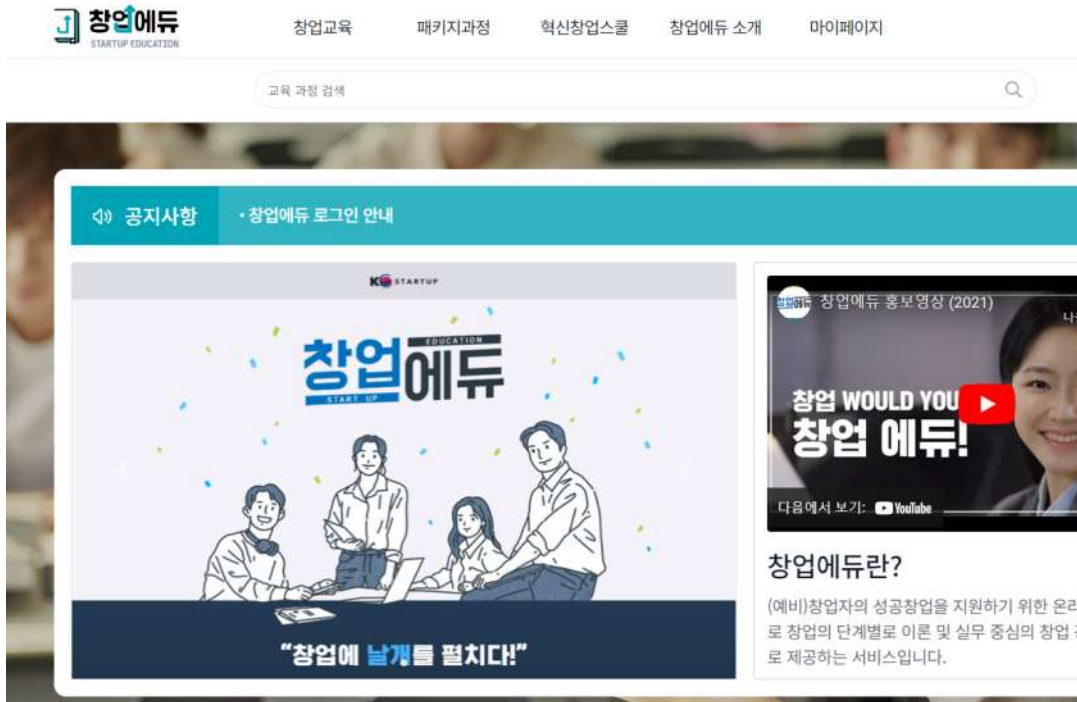 창업에듀
STARTUP EDUCATION
창업교육 패키지과정 혁신창업스쿨 창업에듀 소개 마이페이지
교육 과정 검색
공지사항 • 창업에듀 로그인 안내
K STARTUP
EDUCATION
창업에듀
START UP
“창업에 날개를 펼치다!”
창업에듀 창업에듀 홍보영상 (2021)
창업 WOULD YOU
창업 에듀!
다음에서 보기: YouTube
창업에듀란?
(예비)창업자의 성공창업을 지원하기 위한
로 창업의 단계별로 이론 및 실무 중심의 창업
로 제공하는 서비스입니다.